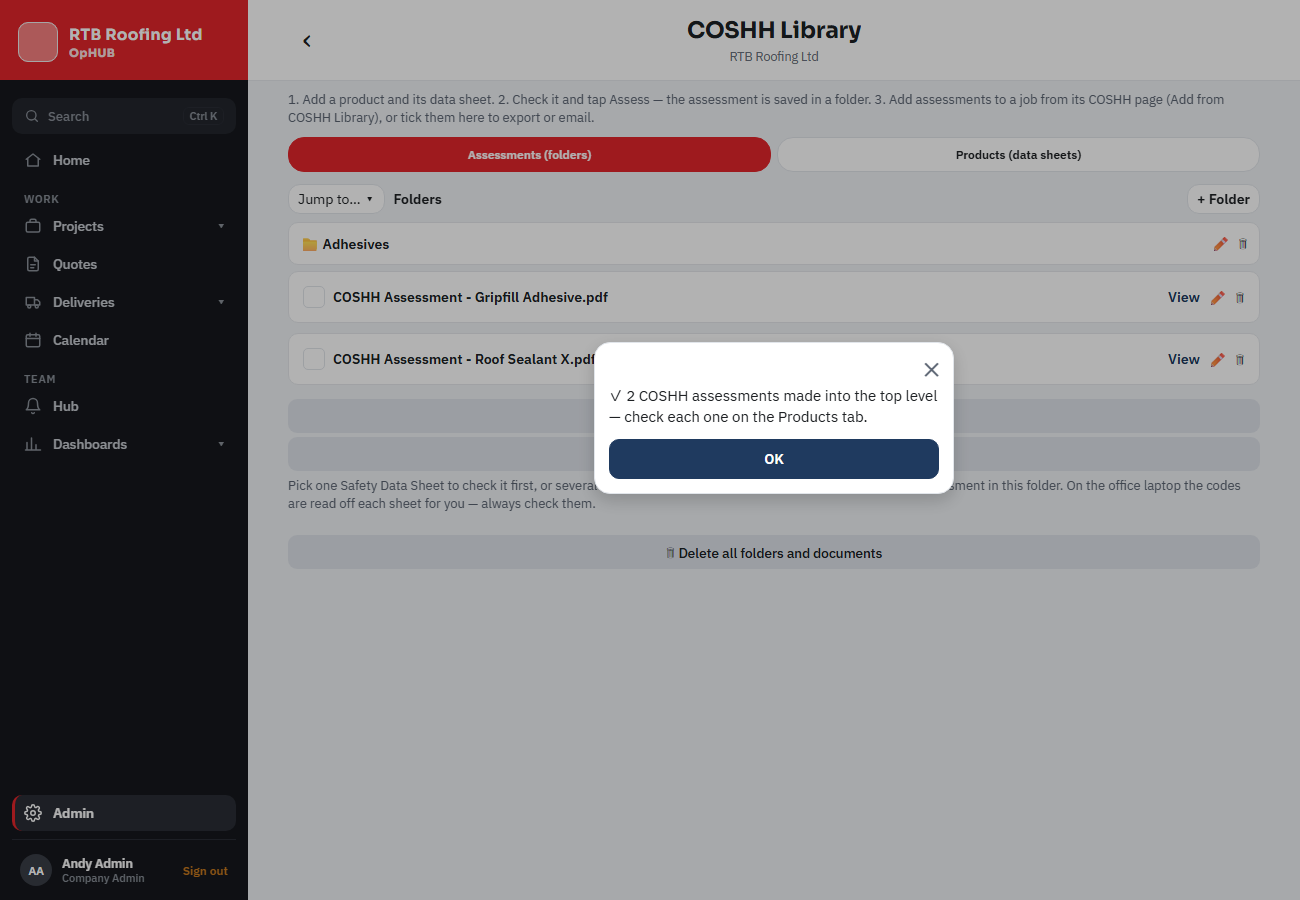 RTB Roofing Ltd
OpHUB
Search Ctrl K
Home
WORK
Projects
Quotes
Deliveries
Calendar
TEAM
Hub
Dashboards
Admin
AA
Andy Admin
Company Admin
Sign out
COSHH Library
RTB Roofing Ltd
1. Add a product and its data sheet. 2. Check it and tap Assess — the assessment is saved in a folder. 3. Add assessments to a job from its COSHH page (Add from
COSHH Library), or tick them here to export or email.
Assessments (folders)
Products (data sheets)
Jump to...
Folders
+ Folder
Adhesives
COSHH Assessment - Gripfill Adhesive.pdf
View
COSHH Assessment - Roof Sealant X.pdf
View
✓ 2 COSHH assessments made into the top level
— check each one on the Products tab.
OK
Pick one Safety Data Sheet to check it first, or several in this folder. On the office laptop the codes
are read off each sheet for you — always check them.
Delete all folders and documents